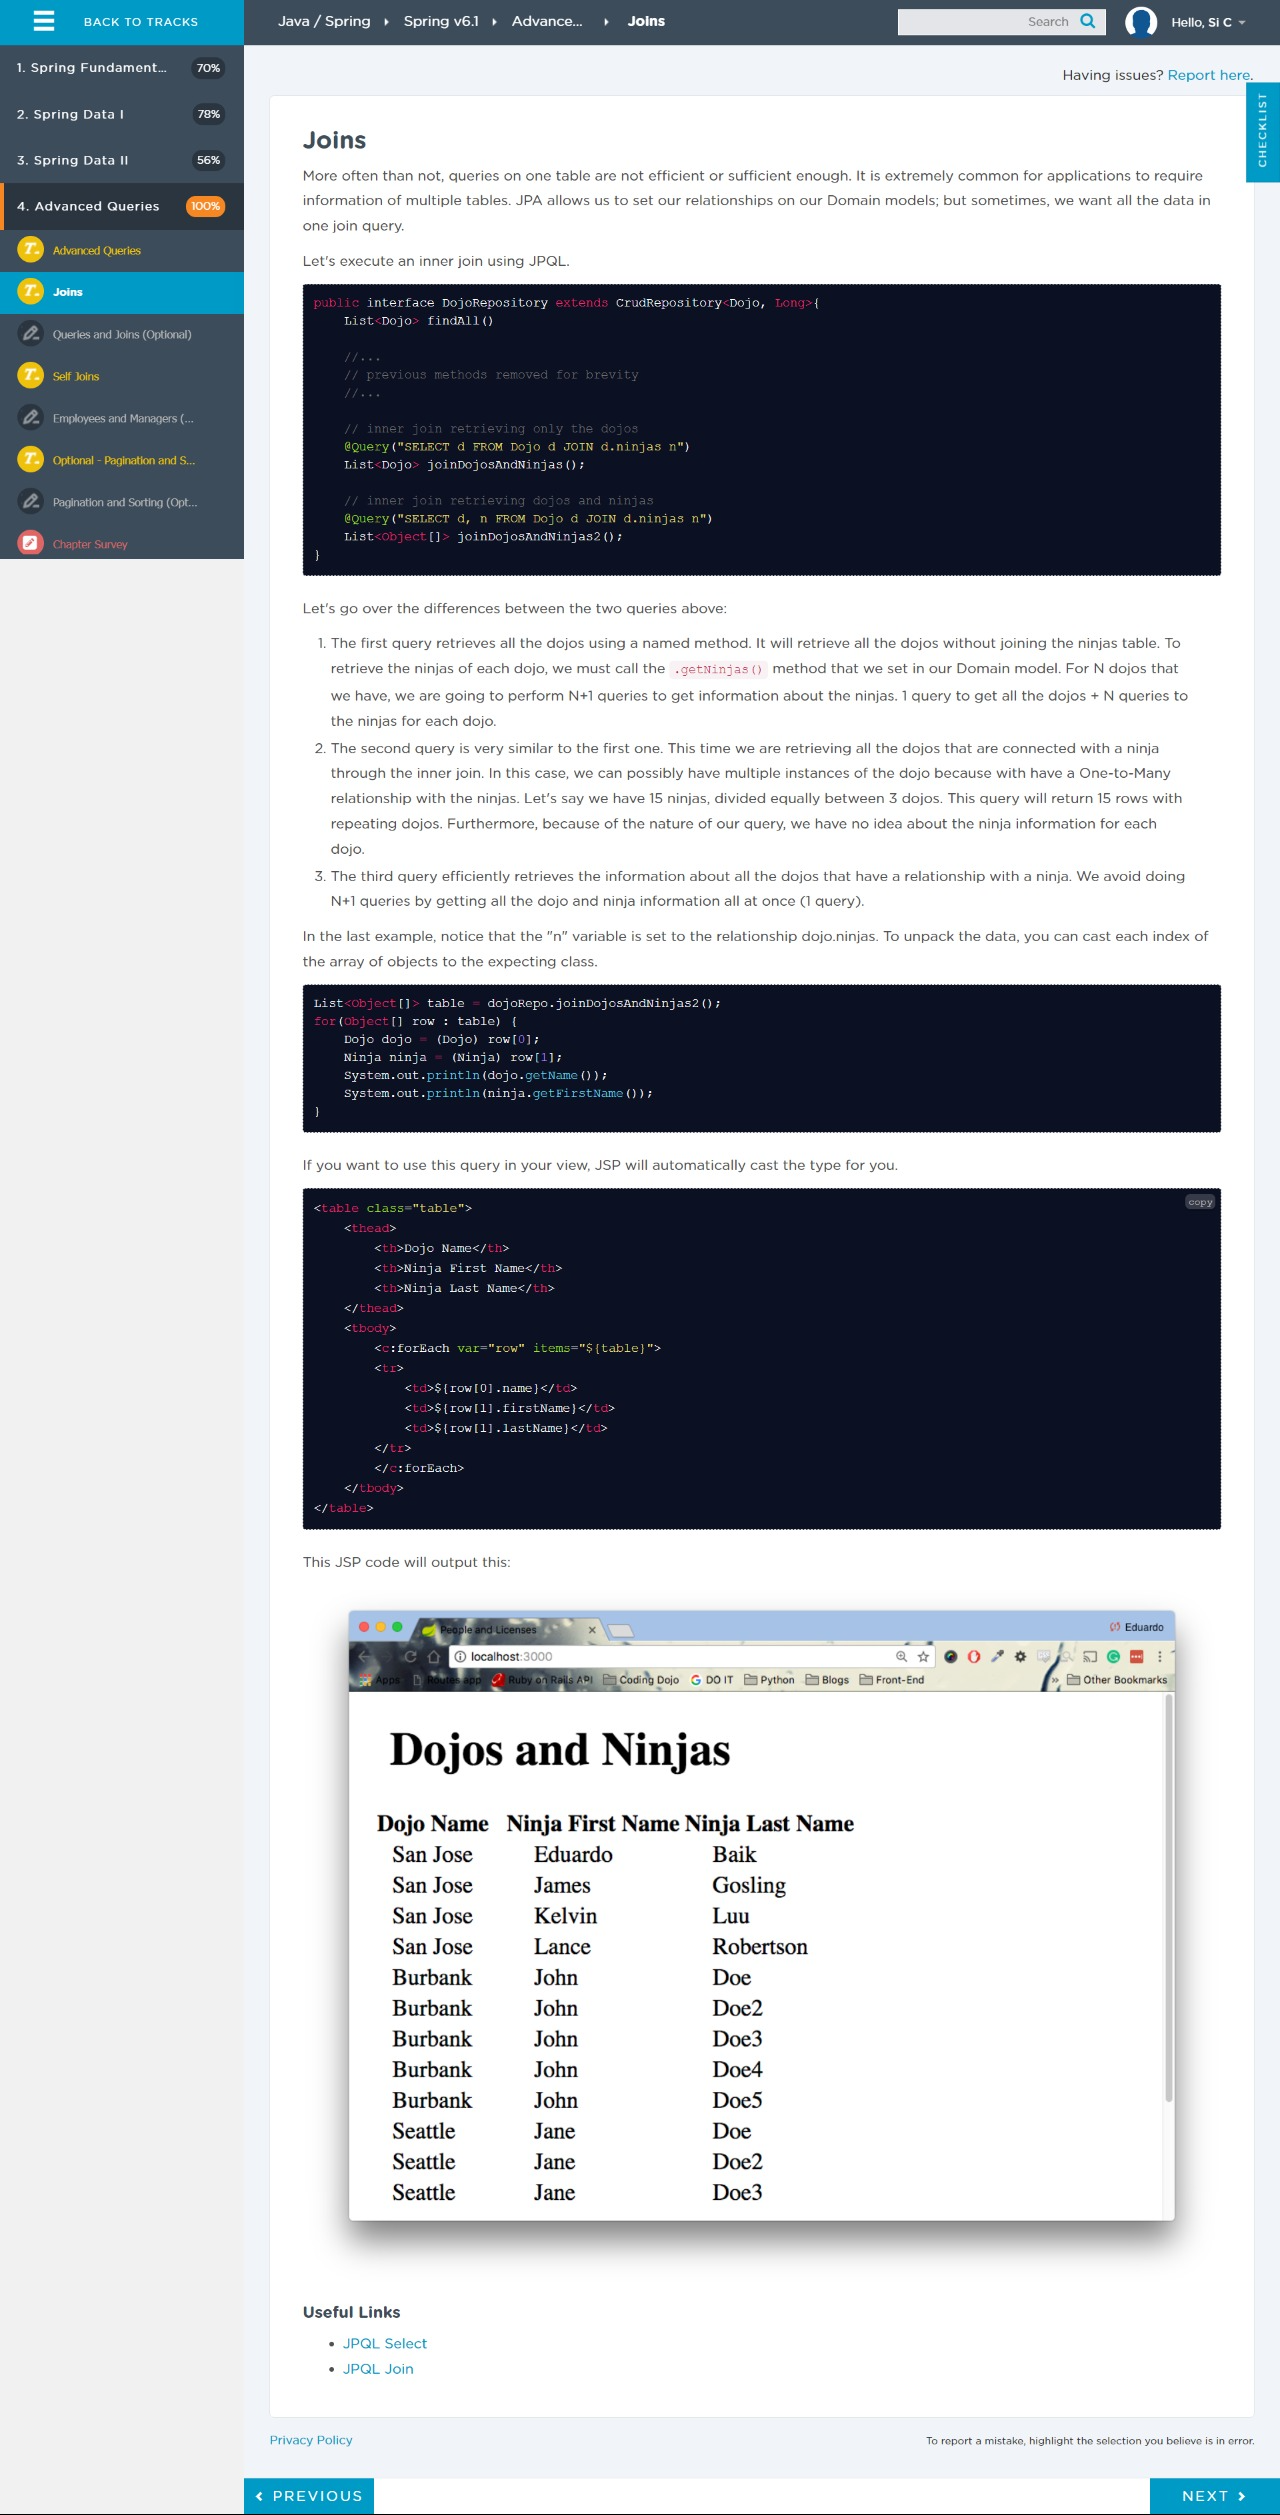 BACK TO TRACKS
Java / Spring
Spring v6.1
Advance...
Joins
Search
Hello, Si C
1. Spring Fundament... 70%
2. Spring Data I 78%
3. Spring Data II 56%
4. Advanced Queries 100%
Advanced Queries
Joins
Queries and Joins (Optional)
Self Joins
Employees and Managers (...
Optional - Pagination and S...
Pagination and Sorting (Opt...
Chapter Survey
Having issues? Report here.
CHECKLIST
Joins
More often than not, queries on one table are not efficient or sufficient enough. It is extremely common for applications to require
information of multiple tables. JPA allows us to set our relationships on our Domain models; but sometimes, we want all the data in
one join query.
Let's execute an inner join using JPQL.
public interface DojoRepository extends CrudRepository<Dojo, Long>{
    List<Dojo> findAll()
    //...
    // previous methods removed for brevity
    //...
    // inner join retrieving only the dojos
    @Query("SELECT d FROM Dojo d JOIN d.ninjas n")
    List<Dojo> joinDojosAndNinjas();
    // inner join retrieving dojos and ninjas
    @Query("SELECT d, n FROM Dojo d JOIN d.ninjas n")
    List<Object[]> joinDojosAndNinjas2();
}
Let's go over the differences between the two queries above:
1. The first query retrieves all the dojos using a named method. It will retrieve all the dojos without joining the ninjas table. To
retrieve the ninjas of each dojo, we must call the .getNinjas() method that we set in our Domain model. For N dojos that
we have, we are going to perform N+1 queries to get information about the ninjas. 1 query to get all the dojos + N queries to
the ninjas for each dojo.
2. The second query is very similar to the first one. This time we are retrieving all the dojos that are connected with a ninja
through the inner join. In this case, we can possibly have multiple instances of the dojo because with have a One-to-Many
relationship with the ninjas. Let's say we have 15 ninjas, divided equally between 3 dojos. This query will return 15 rows with
repeating dojos. Furthermore, because of the nature of our query, we have no idea about the ninja information for each
dojo.
3. The third query efficiently retrieves the information about all the dojos that have a relationship with a ninja. We avoid doing
N+1 queries by getting all the dojo and ninja information all at once (1 query).
In the last example, notice that the "n" variable is set to the relationship dojo.ninjas. To unpack the data, you can cast each index of
the array of objects to the expecting class.
List<Object[]> table = dojoRepo.joinDojosAndNinjas2();
for(Object[] row : table) {
    Dojo dojo = (Dojo) row[0];
    Ninja ninja = (Ninja) row[1];
    System.out.println(dojo.getName());
    System.out.println(ninja.getFirstName());
}
If you want to use this query in your view, JSP will automatically cast the type for you.
copy
<table class="table">
    <thead>
        <th>Dojo Name</th>
        <th>Ninja First Name</th>
        <th>Ninja Last Name</th>
    </thead>
    <tbody>
        <c:forEach var="row" items="${table}">
        <tr>
            <td>${row[0].name}</td>
            <td>${row[1].firstName}</td>
            <td>${row[1].lastName}</td>
        </tr>
        </c:forEach>
    </tbody>
</table>
This JSP code will output this:
People and Licenses
Eduardo
localhost:3000
Apps Routes app Ruby on Rails API Coding Dojo DO IT Python Blogs Front-End » Other Bookmarks
Dojos and Ninjas
Dojo Name Ninja First Name Ninja Last Name
San Jose Eduardo Baik
San Jose James Gosling
San Jose Kelvin Luu
San Jose Lance Robertson
Burbank John Doe
Burbank John Doe2
Burbank John Doe3
Burbank John Doe4
Burbank John Doe5
Seattle Jane Doe
Seattle Jane Doe2
Seattle Jane Doe3
Useful Links
JPQL Select
JPQL Join
Privacy Policy
To report a mistake, highlight the selection you believe is in error.
PREVIOUS
NEXT